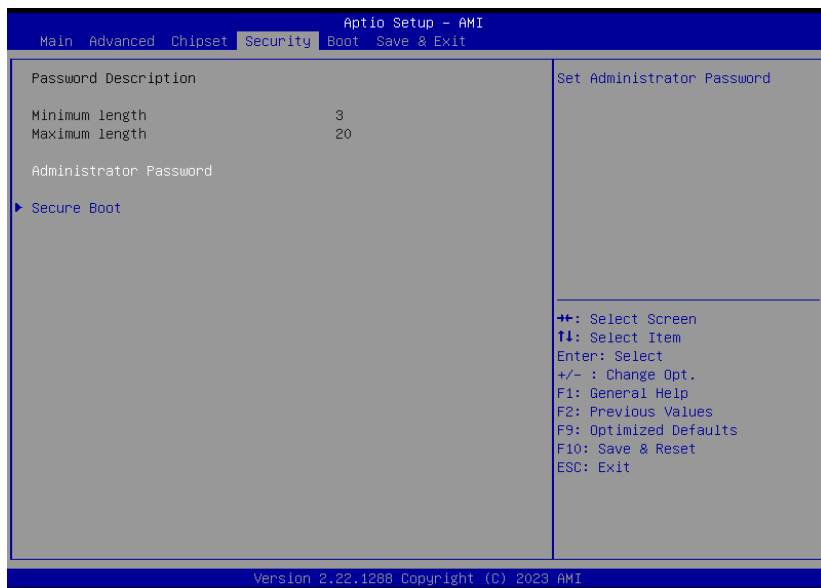 Aptio Setup - AMI
Main Advanced Chipset Security Boot Save & Exit
Password Description
Minimum length 3
Maximum length 20
Administrator Password
Secure Boot
Set Administrator Password
→←: Select Screen
↑↓: Select Item
Enter: Select
+/- : Change Opt.
F1: General Help
F2: Previous Values
F9: Optimized Defaults
F10: Save & Reset
ESC: Exit
Version 2.22.1288 Copyright (C) 2023 AMI